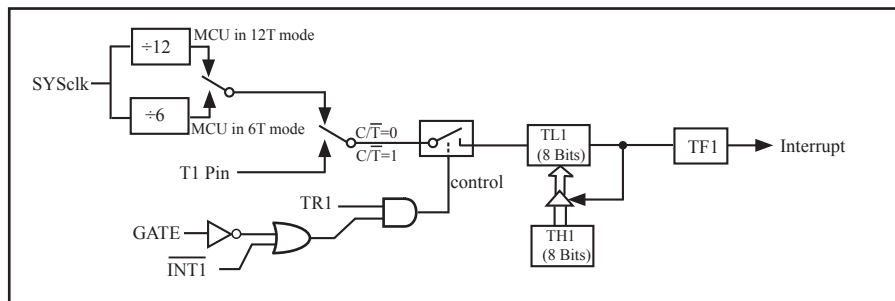 ÷12
MCU in 12T mode
SYSclk
÷6
MCU in 6T mode
C/T̅=0
C/T̅=1
T1 Pin
control
TL1
(8 Bits)
TF1
Interrupt
TR1
GATE
I̅N̅T̅1̅
TH1
(8 Bits)